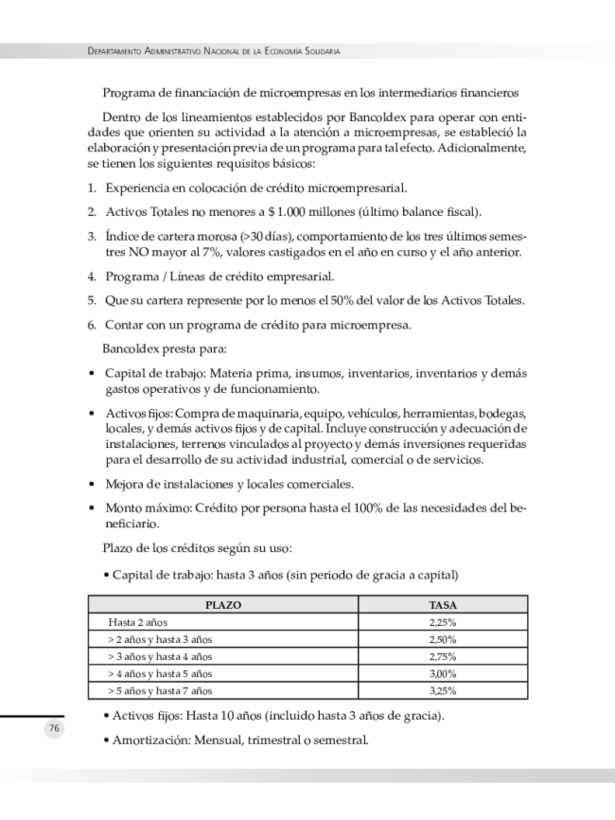 Departamento Administrativo Nacional de la Economía Solidaria
Programa de financiación de microempresas en los intermediarios financieros
Dentro de los lineamientos establecidos por Bancoldex para operar con enti-
dades que orienten su actividad a la atención a microempresas, se estableció la
elaboración y presentación previa de un programa para tal efecto. Adicionalmente,
se tienen los siguientes requisitos básicos:
1. Experiencia en colocación de crédito microempresarial.
2. Activos Totales no menores a $ 1.000 millones (último balance fiscal).
3. Índice de cartera morosa (>30 días), comportamiento de los tres últimos semes-
tres NO mayor al 7%, valores castigados en el año en curso y el año anterior.
4. Programa / Líneas de crédito empresarial.
5. Que su cartera represente por lo menos el 50% del valor de los Activos Totales.
6. Contar con un programa de crédito para microempresa.
Bancoldex presta para:
• Capital de trabajo: Materia prima, insumos, inventarios, inventarios y demás
gastos operativos y de funcionamiento.
• Activos fijos: Compra de maquinaria, equipo, vehículos, herramientas, bodegas,
locales, y demás activos fijos y de capital. Incluye construcción y adecuación de
instalaciones, terrenos vinculados al proyecto y demás inversiones requeridas
para el desarrollo de su actividad industrial, comercial o de servicios.
• Mejora de instalaciones y locales comerciales.
• Monto máximo: Crédito por persona hasta el 100% de las necesidades del be-
neficiario.
Plazo de los créditos según su uso:
• Capital de trabajo: hasta 3 años (sin periodo de gracia a capital)
PLAZO TASA
Hasta 2 años 2,25%
> 2 años y hasta 3 años 2,50%
> 3 años y hasta 4 años 2,75%
> 4 años y hasta 5 años 3,00%
> 5 años y hasta 7 años 3,25%
• Activos fijos: Hasta 10 años (incluido hasta 3 años de gracia).
• Amortización: Mensual, trimestral o semestral.
76